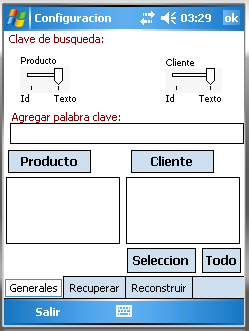 Configuracion 03:29 ok
Clave de busqueda:
Producto Cliente
Id Texto Id Texto
Agregar palabra clave:
Producto Cliente
Seleccion Todo
Generales Recuperar Reconstruir
Salir